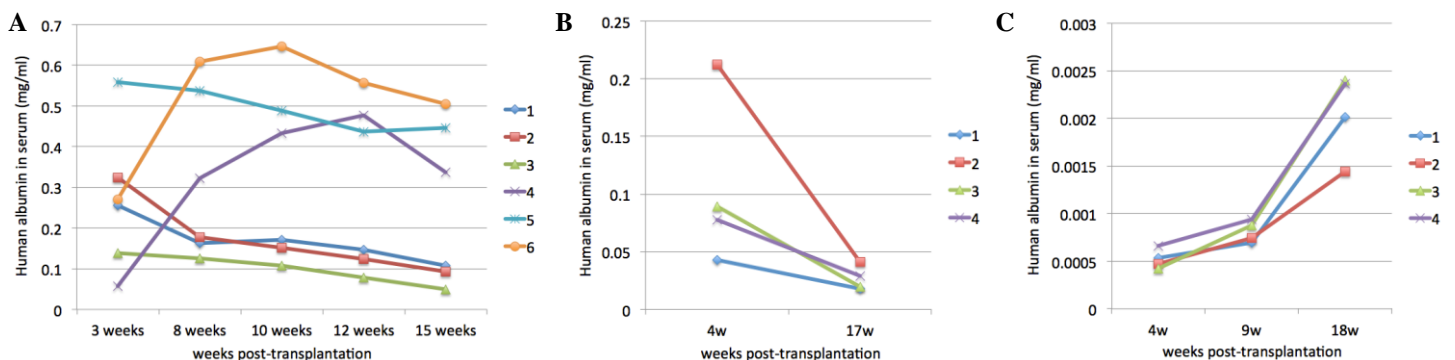 A
Human albumin in serum (mg/ml)
0.7
0.6
0.5
0.4
0.3
0.2
0.1
0
3 weeks 8 weeks 10 weeks 12 weeks 15 weeks
weeks post-transplantation
1
2
3
4
5
6
B
Human albumin in serum (mg/ml)
0.25
0.2
0.15
0.1
0.05
0
4w 17w
weeks post-transplantation
1
2
3
4
C
Human albumin in serum (mg/ml)
0.003
0.0025
0.002
0.0015
0.001
0.0005
0
4w 9w 18w
weeks post-transplantation
1
2
3
4